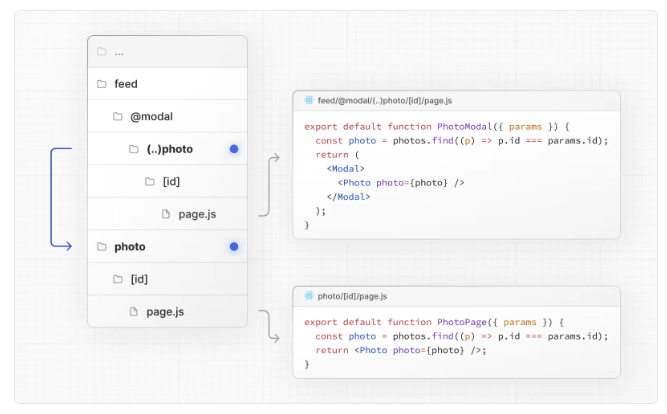 ...
feed
@modal
(..)photo
[id]
page.js
photo
[id]
page.js
feed/@modal/(..)photo/[id]/page.js
export default function PhotoModal({ params }) {
const photo = photos.find((p) => p.id === params.id);
return (
<Modal>
<Photo photo={photo} />
</Modal>
);
}
photo/[id]/page.js
export default function PhotoPage({ params }) {
const photo = photos.find((p) => p.id === params.id);
return <Photo photo={photo} />;
}